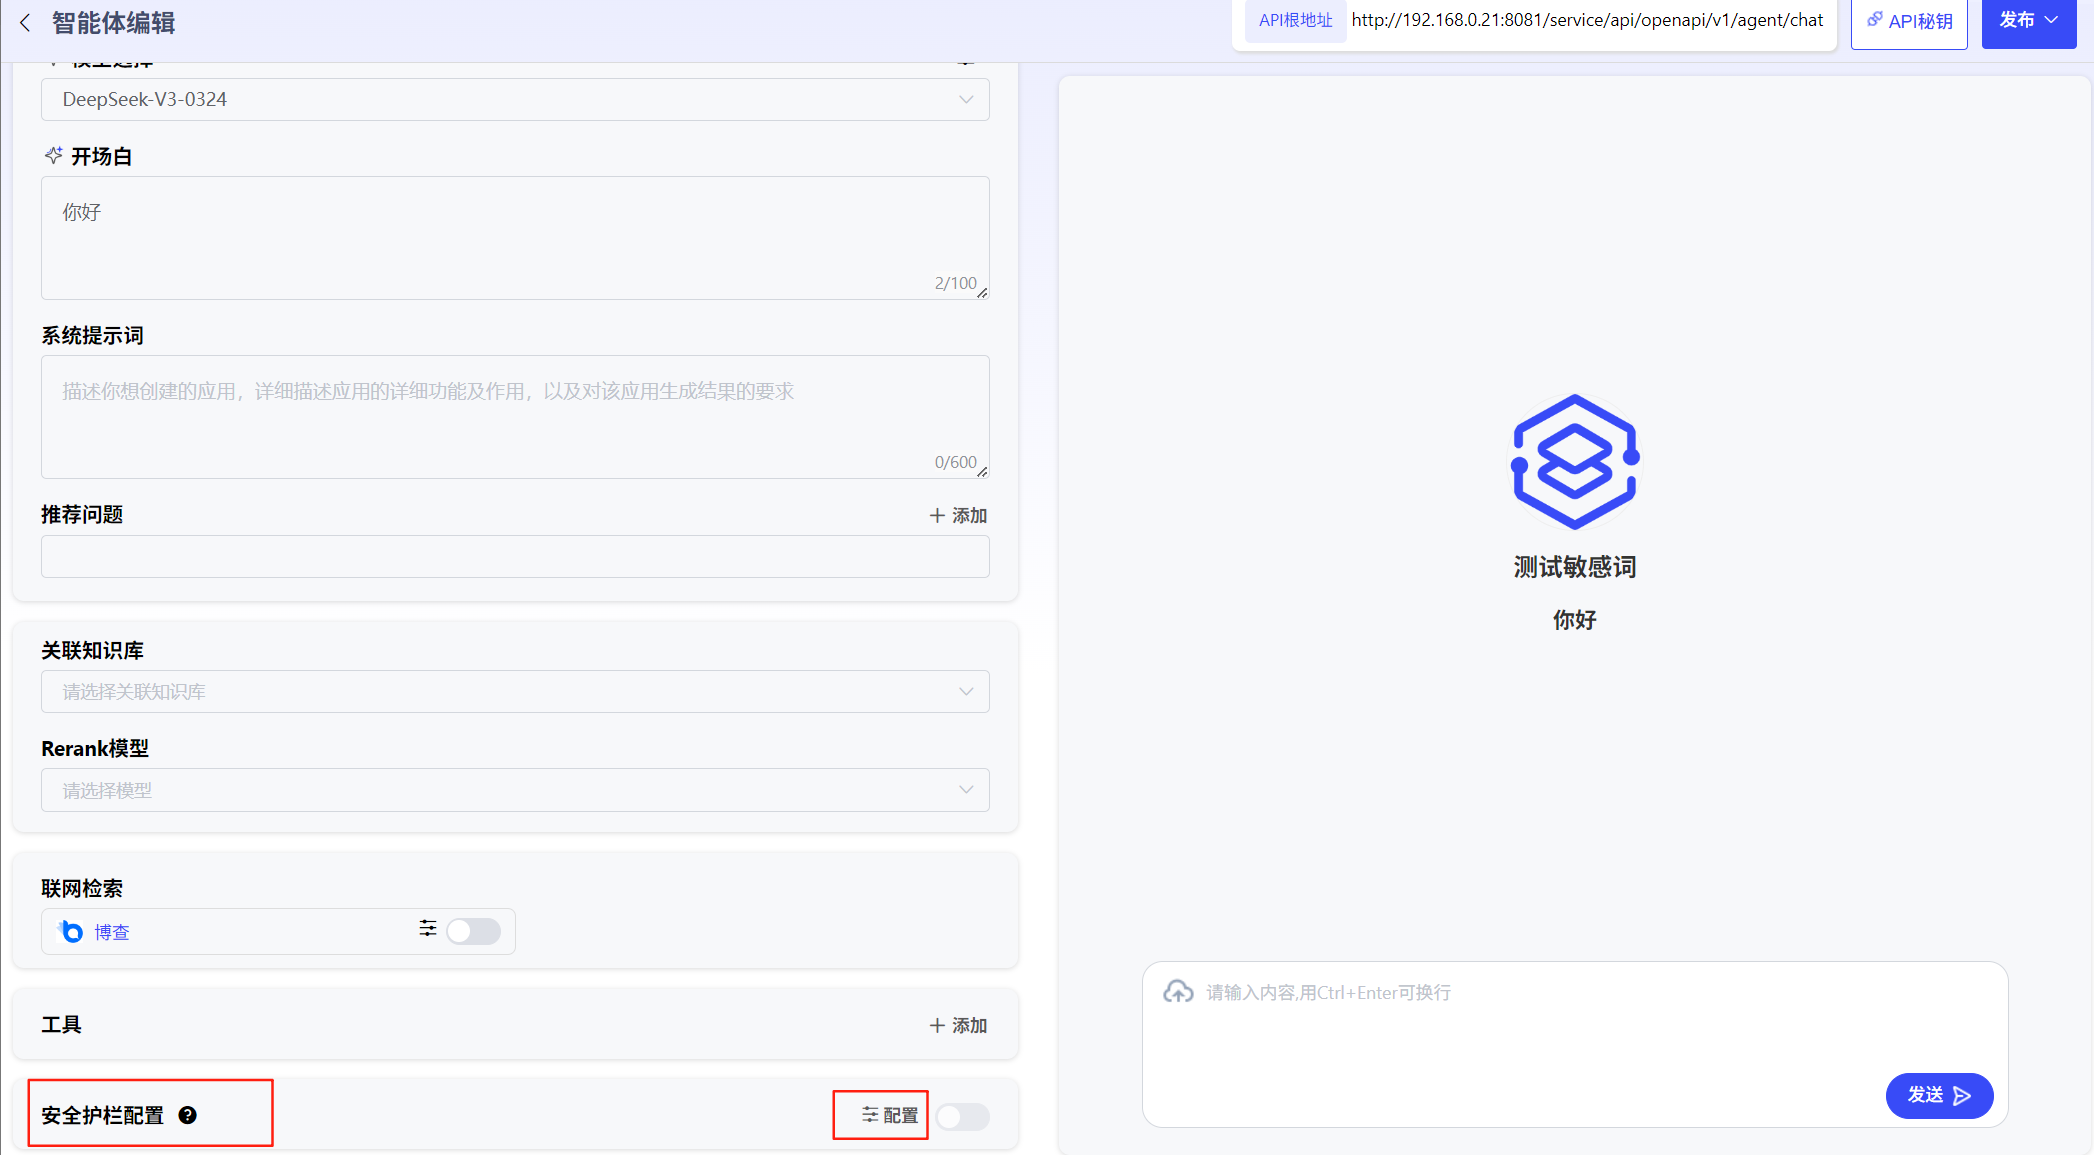 智能体编辑
API根地址 http://192.168.0.21:8081/service/api/openapi/v1/agent/chat
API秘钥
发布
模型选择
DeepSeek-V3-0324
开场白
你好
2/100
系统提示词
描述你想创建的应用，详细描述应用的详细功能及作用，以及对该应用生成结果的要求
0/600
推荐问题
添加
关联知识库
请选择关联知识库
Rerank模型
请选择模型
联网检索
博查
工具
添加
安全护栏配置
配置
测试敏感词
你好
请输入内容,用Ctrl+Enter可换行
发送